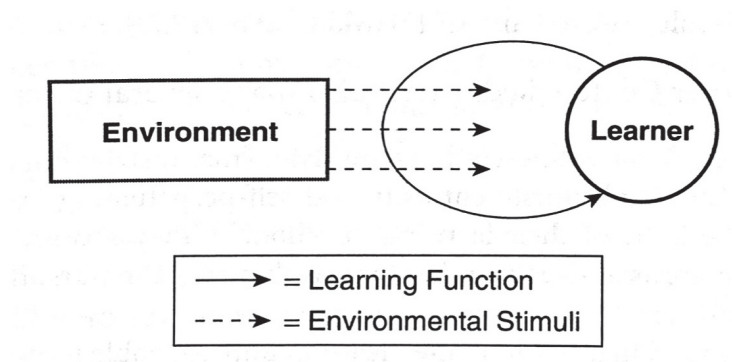 Environment
Learner
= Learning Function
= Environmental Stimuli